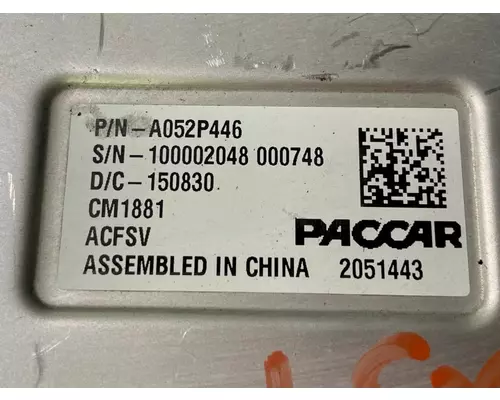 P/N-A052P446
S/N-100002048 000748
D/C-150830
CM1881
ACFSV
PACCAR
ASSEMBLED IN CHINA 2051443